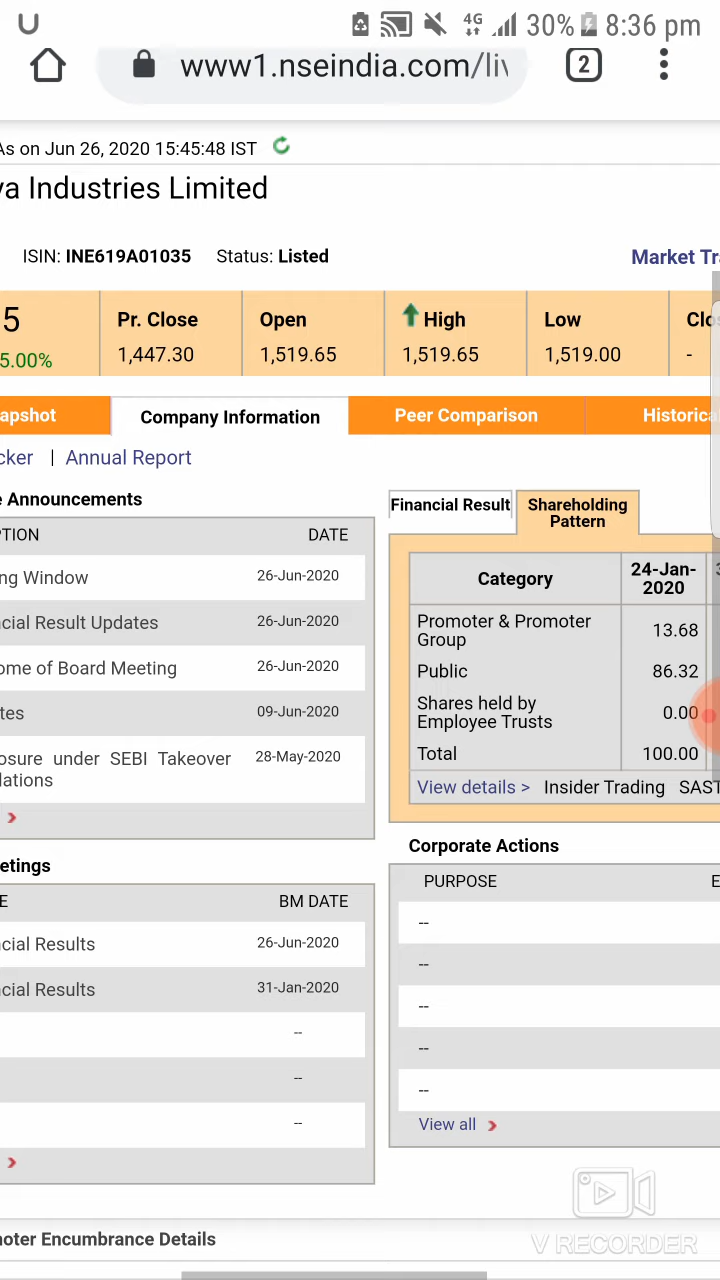 4G 30% 8:36 pm
www1.nseindia.com/liv 2
As on Jun 26, 2020 15:45:48 IST
va Industries Limited
ISIN: INE619A01035 Status: Listed Market Tr
5 Pr. Close Open High Low Clo
5.00% 1,447.30 1,519.65 1,519.65 1,519.00 -
apshot Company Information Peer Comparison Historica
cker | Annual Report
e Announcements
PTION DATE
ng Window 26-Jun-2020
cial Result Updates 26-Jun-2020
ome of Board Meeting 26-Jun-2020
tes 09-Jun-2020
osure under SEBI Takeover 28-May-2020
lations
Financial Result Shareholding
Pattern
Category 24-Jan-
2020
Promoter & Promoter
Group 13.68
Public 86.32
Shares held by
Employee Trusts 0.00
Total 100.00
View details > Insider Trading SAST
etings
E BM DATE
cial Results 26-Jun-2020
cial Results 31-Jan-2020
--
--
--
Corporate Actions
PURPOSE E
--
--
--
--
--
View all
noter Encumbrance Details
V RECORDER